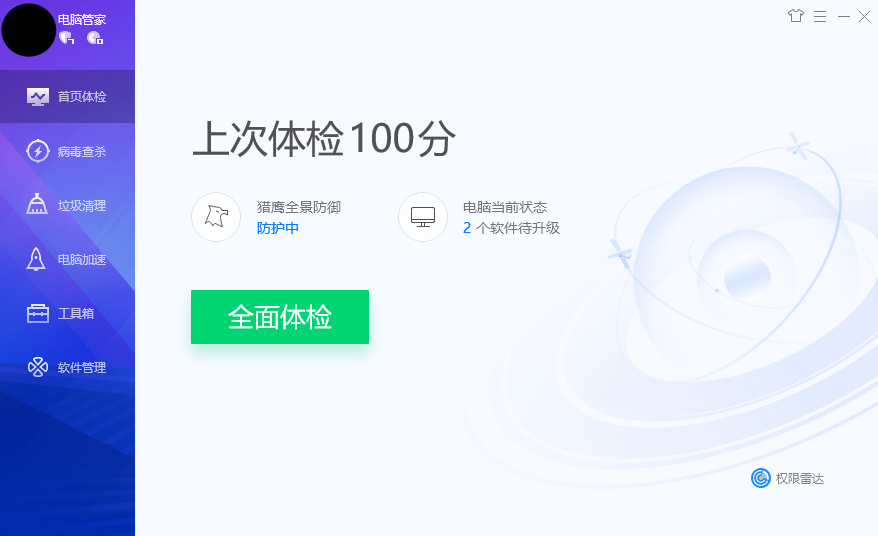 电脑管家
首页体检
病毒查杀
垃圾清理
电脑加速
工具箱
软件管理
上次体检100分
猎鹰全景防御
防护中
电脑当前状态
2 个软件待升级
全面体检
权限雷达